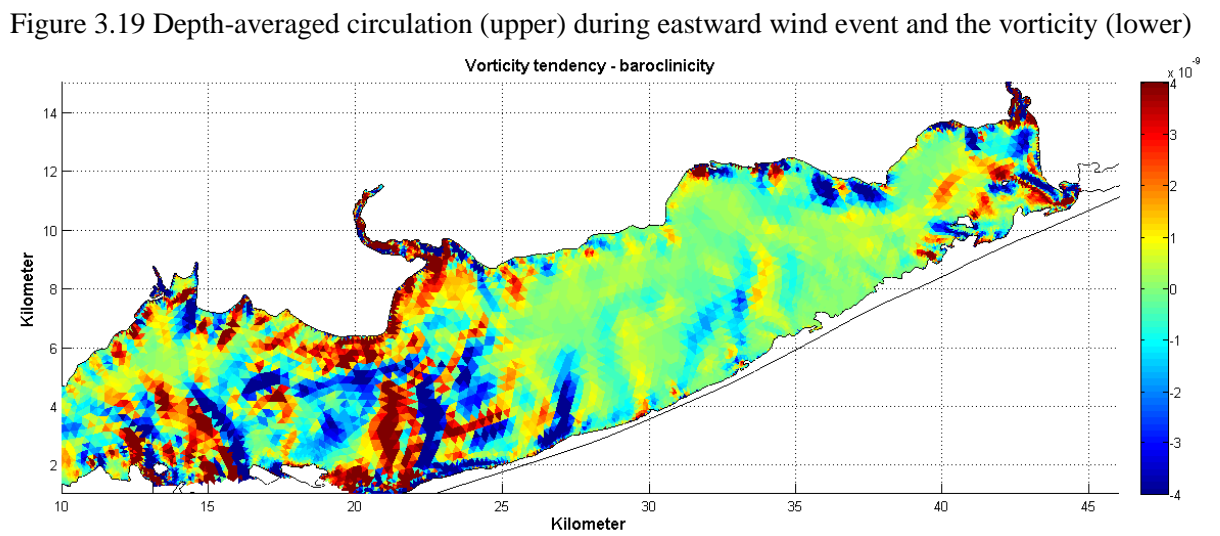 Figure 3.19 Depth-averaged circulation (upper) during eastward wind event and the vorticity (lower)
Vorticity tendency - baroclinicity
x 10^-9
4
3
2
1
0
-1
-2
-3
-4
Kilometer
14
12
10
8
6
4
2
10 15 20 25 30 35 40 45
Kilometer